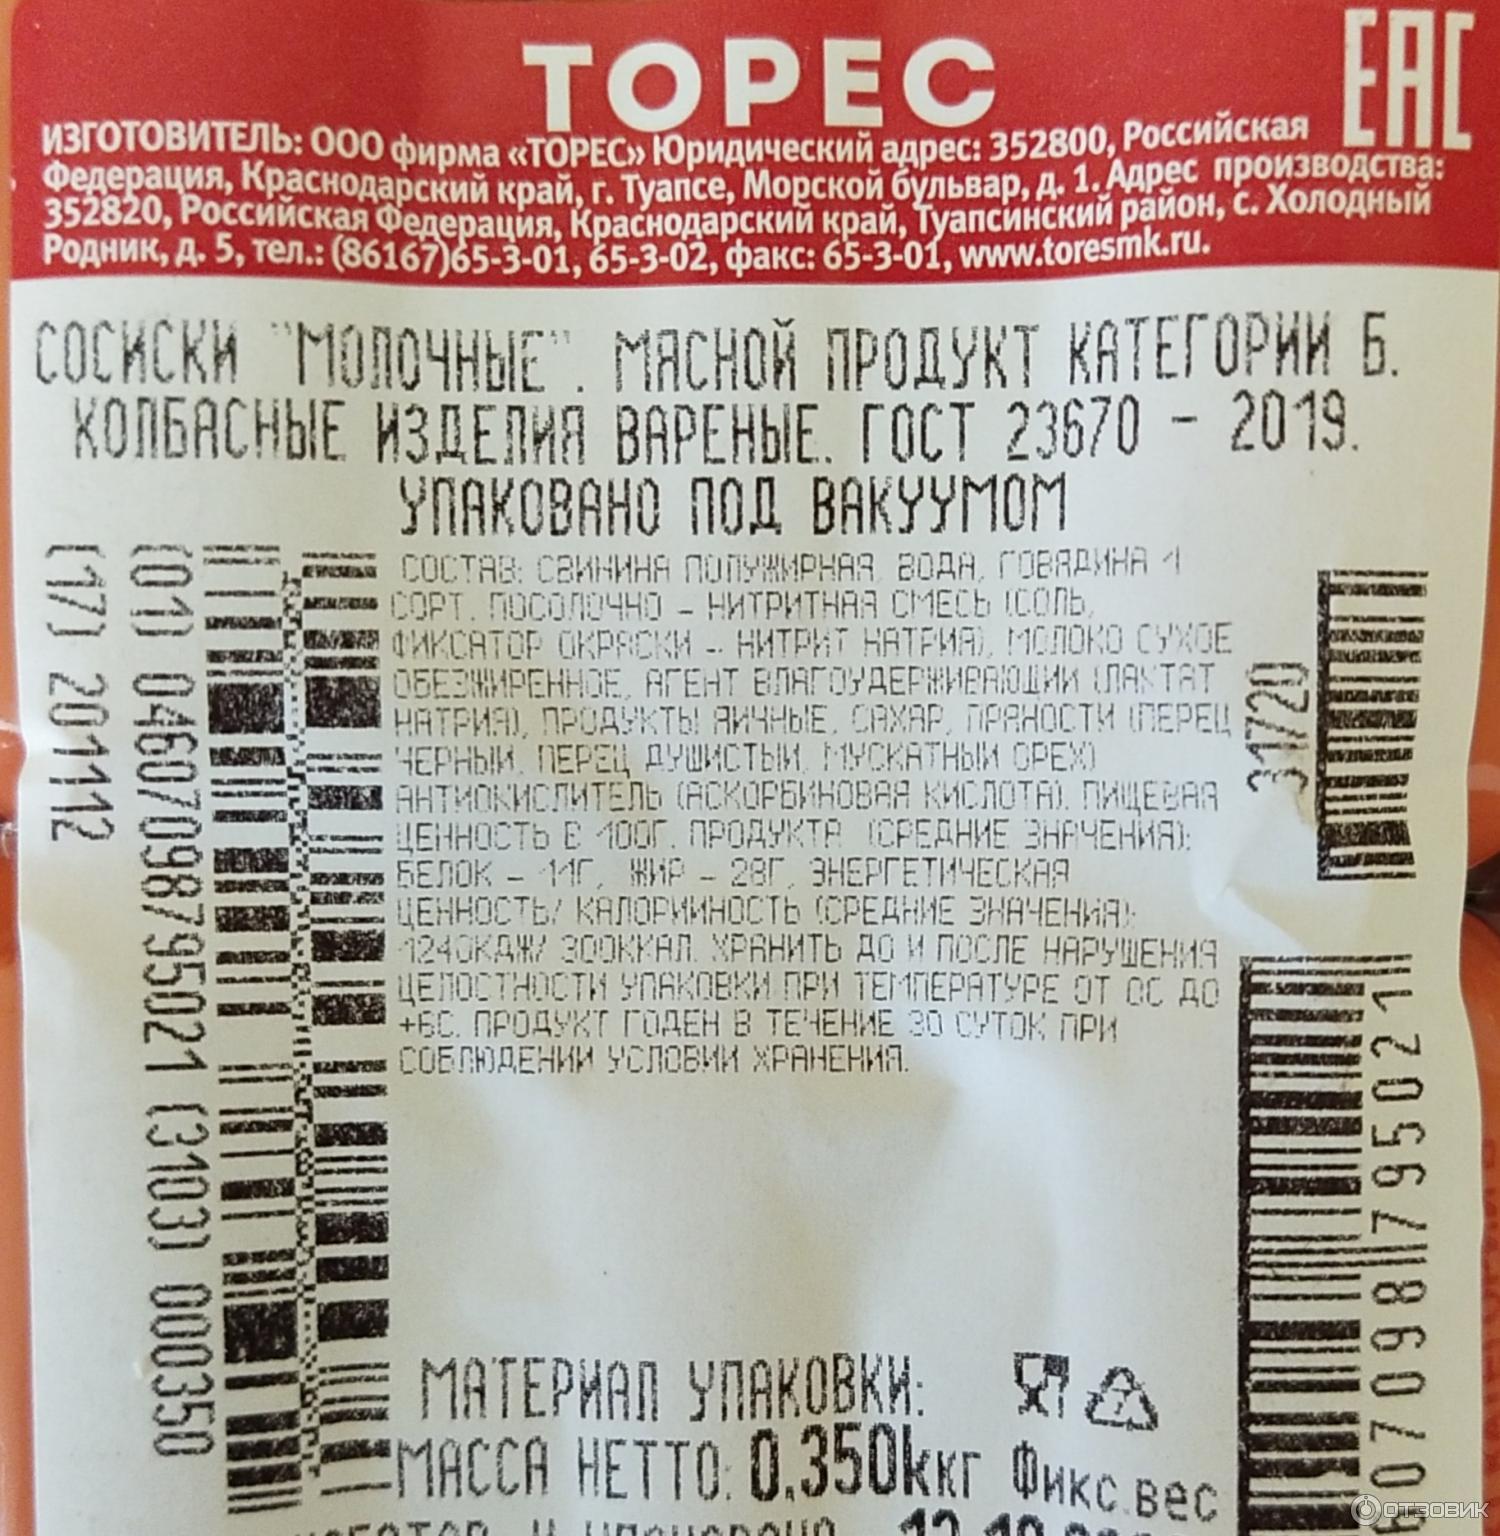 ТОРЕС
EAC
ИЗГОТОВИТЕЛЬ: ООО фирма «ТОРЕС» Юридический адрес: 352800, Российская
Федерация, Краснодарский край, г. Туапсе, Морской бульвар, д. 1. Адрес производства:
352820, Российская Федерация, Краснодарский край, Туапсинский район, с. Холодный
Родник, д. 5, тел.: (86167)65-3-01, 65-3-02, факс: 65-3-01, www.toresmk.ru.
СОСИСКИ "МОЛОЧНЫЕ". МЯСНОЙ ПРОДУКТ КАТЕГОРИИ Б.
КОЛБАСНЫЕ ИЗДЕЛИЯ ВАРЕНЫЕ. ГОСТ 23670 - 2019.
УПАКОВАНО ПОД ВАКУУМОМ
СОСТАВ: СВИНИНА ПОЛУЖИРНАЯ, ВОДА, ГОВЯДИНА 1
СОРТ, ПОСОЛОЧНО - НИТРИТНАЯ СМЕСЬ (СОЛЬ,
ФИКСАТОР ОКРАСКИ - НИТРИТ НАТРИЯ), МОЛОКО СУХОЕ
ОБЕЗЖИРЕННОЕ, АГЕНТ ВЛАГОУДЕРЖИВАЮЩИЙ (ЛАКТАТ
НАТРИЯ), ПРОДУКТЫ ЯИЧНЫЕ, САХАР, ПРЯНОСТИ (ПЕРЕЦ
ЧЕРНЫЙ, ПЕРЕЦ ДУШИСТЫЙ, МУСКАТНЫЙ ОРЕХ)
АНТИОКИСЛИТЕЛЬ (АСКОРБИНОВАЯ КИСЛОТА). ПИЩЕВАЯ
ЦЕННОСТЬ В 100Г. ПРОДУКТА (СРЕДНИЕ ЗНАЧЕНИЯ):
БЕЛОК - 11Г, ЖИР - 28Г, ЭНЕРГЕТИЧЕСКАЯ
ЦЕННОСТЬ/ КАЛОРИЙНОСТЬ (СРЕДНИЕ ЗНАЧЕНИЯ):
1240КДЖ/ 300ККАЛ. ХРАНИТЬ ДО И ПОСЛЕ НАРУШЕНИЯ
ЦЕЛОСТНОСТИ УПАКОВКИ ПРИ ТЕМПЕРАТУРЕ ОТ 0С ДО
+6С. ПРОДУКТ ГОДЕН В ТЕЧЕНИЕ 30 СУТОК ПРИ
СОБЛЮДЕНИИ УСЛОВИЙ ХРАНЕНИЯ.
МАТЕРИАЛ УПАКОВКИ:
МАССА НЕТТО: 0.350kкг Фикс.вес
(01) 04607098795021 (3103) 000350
(17) 201112
31720
607098795021
ОТЗОВИК